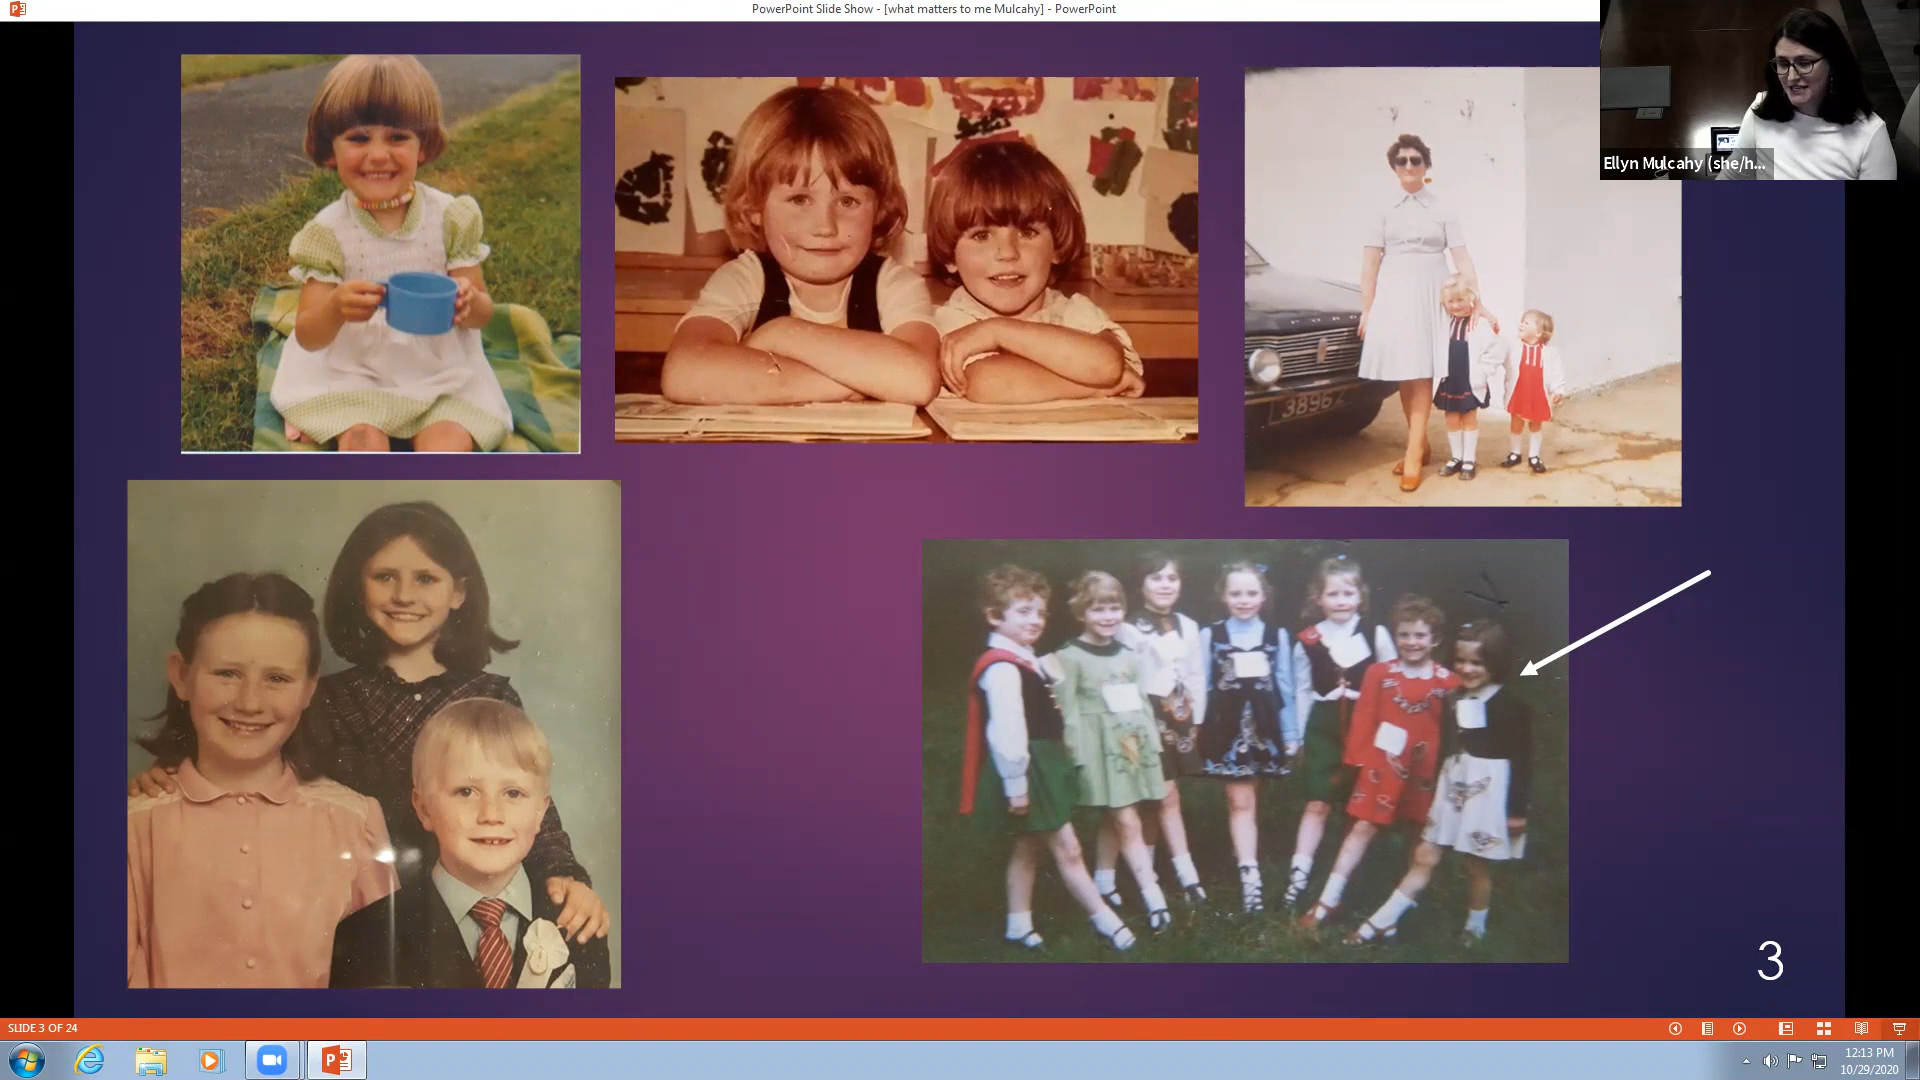 PowerPoint Slide Show - [what matters to me Mulcahy] - PowerPoint
Ellyn Mulcahy (she/h...
FORD
3896
3
SLIDE 3 OF 24
12:13 PM
10/29/2020